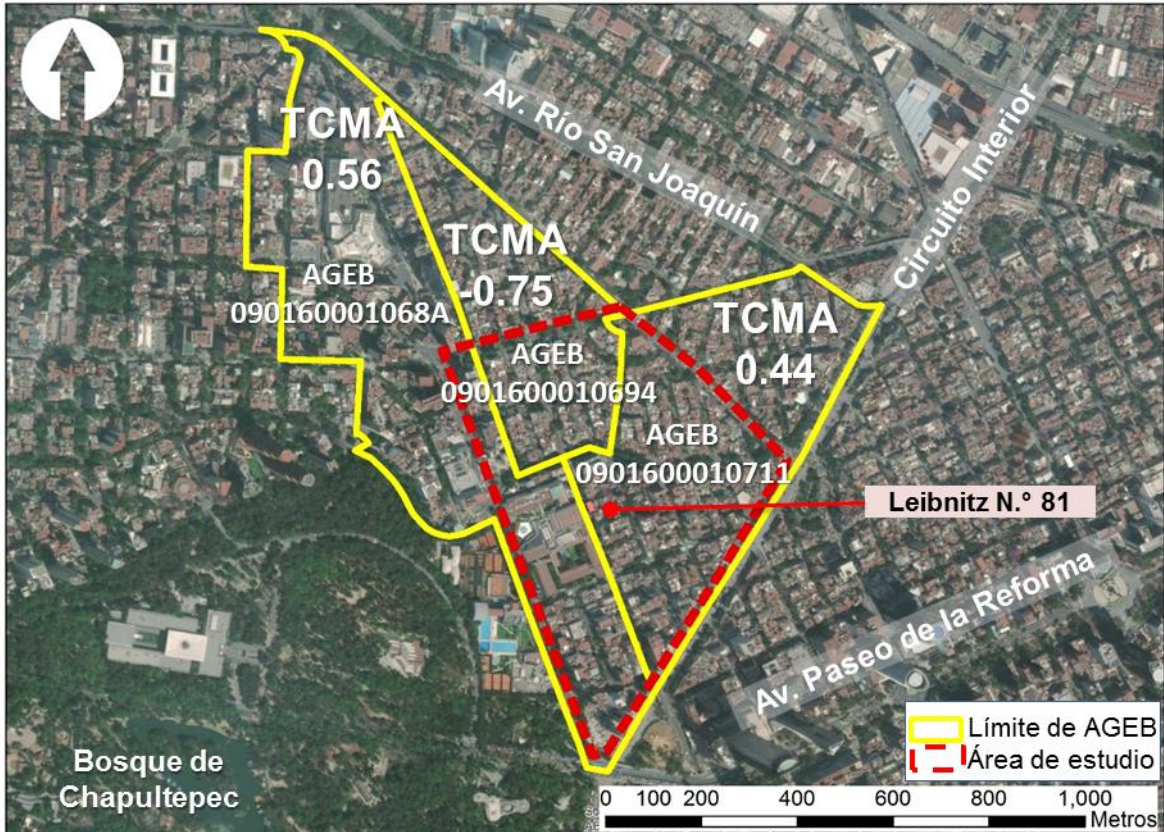 Av. Río San Joaquín
Circuito Interior
TCMA
0.56
TCMA
-0.75
AGEB
090160001068A
TCMA
0.44
AGEB
0901600010694
AGEB
0901600010711
Leibnitz N.° 81
Av. Paseo de la Reforma
Bosque de
Chapultepec
Límite de AGEB
Área de estudio
0 100 200 400 600 800 1,000
Metros